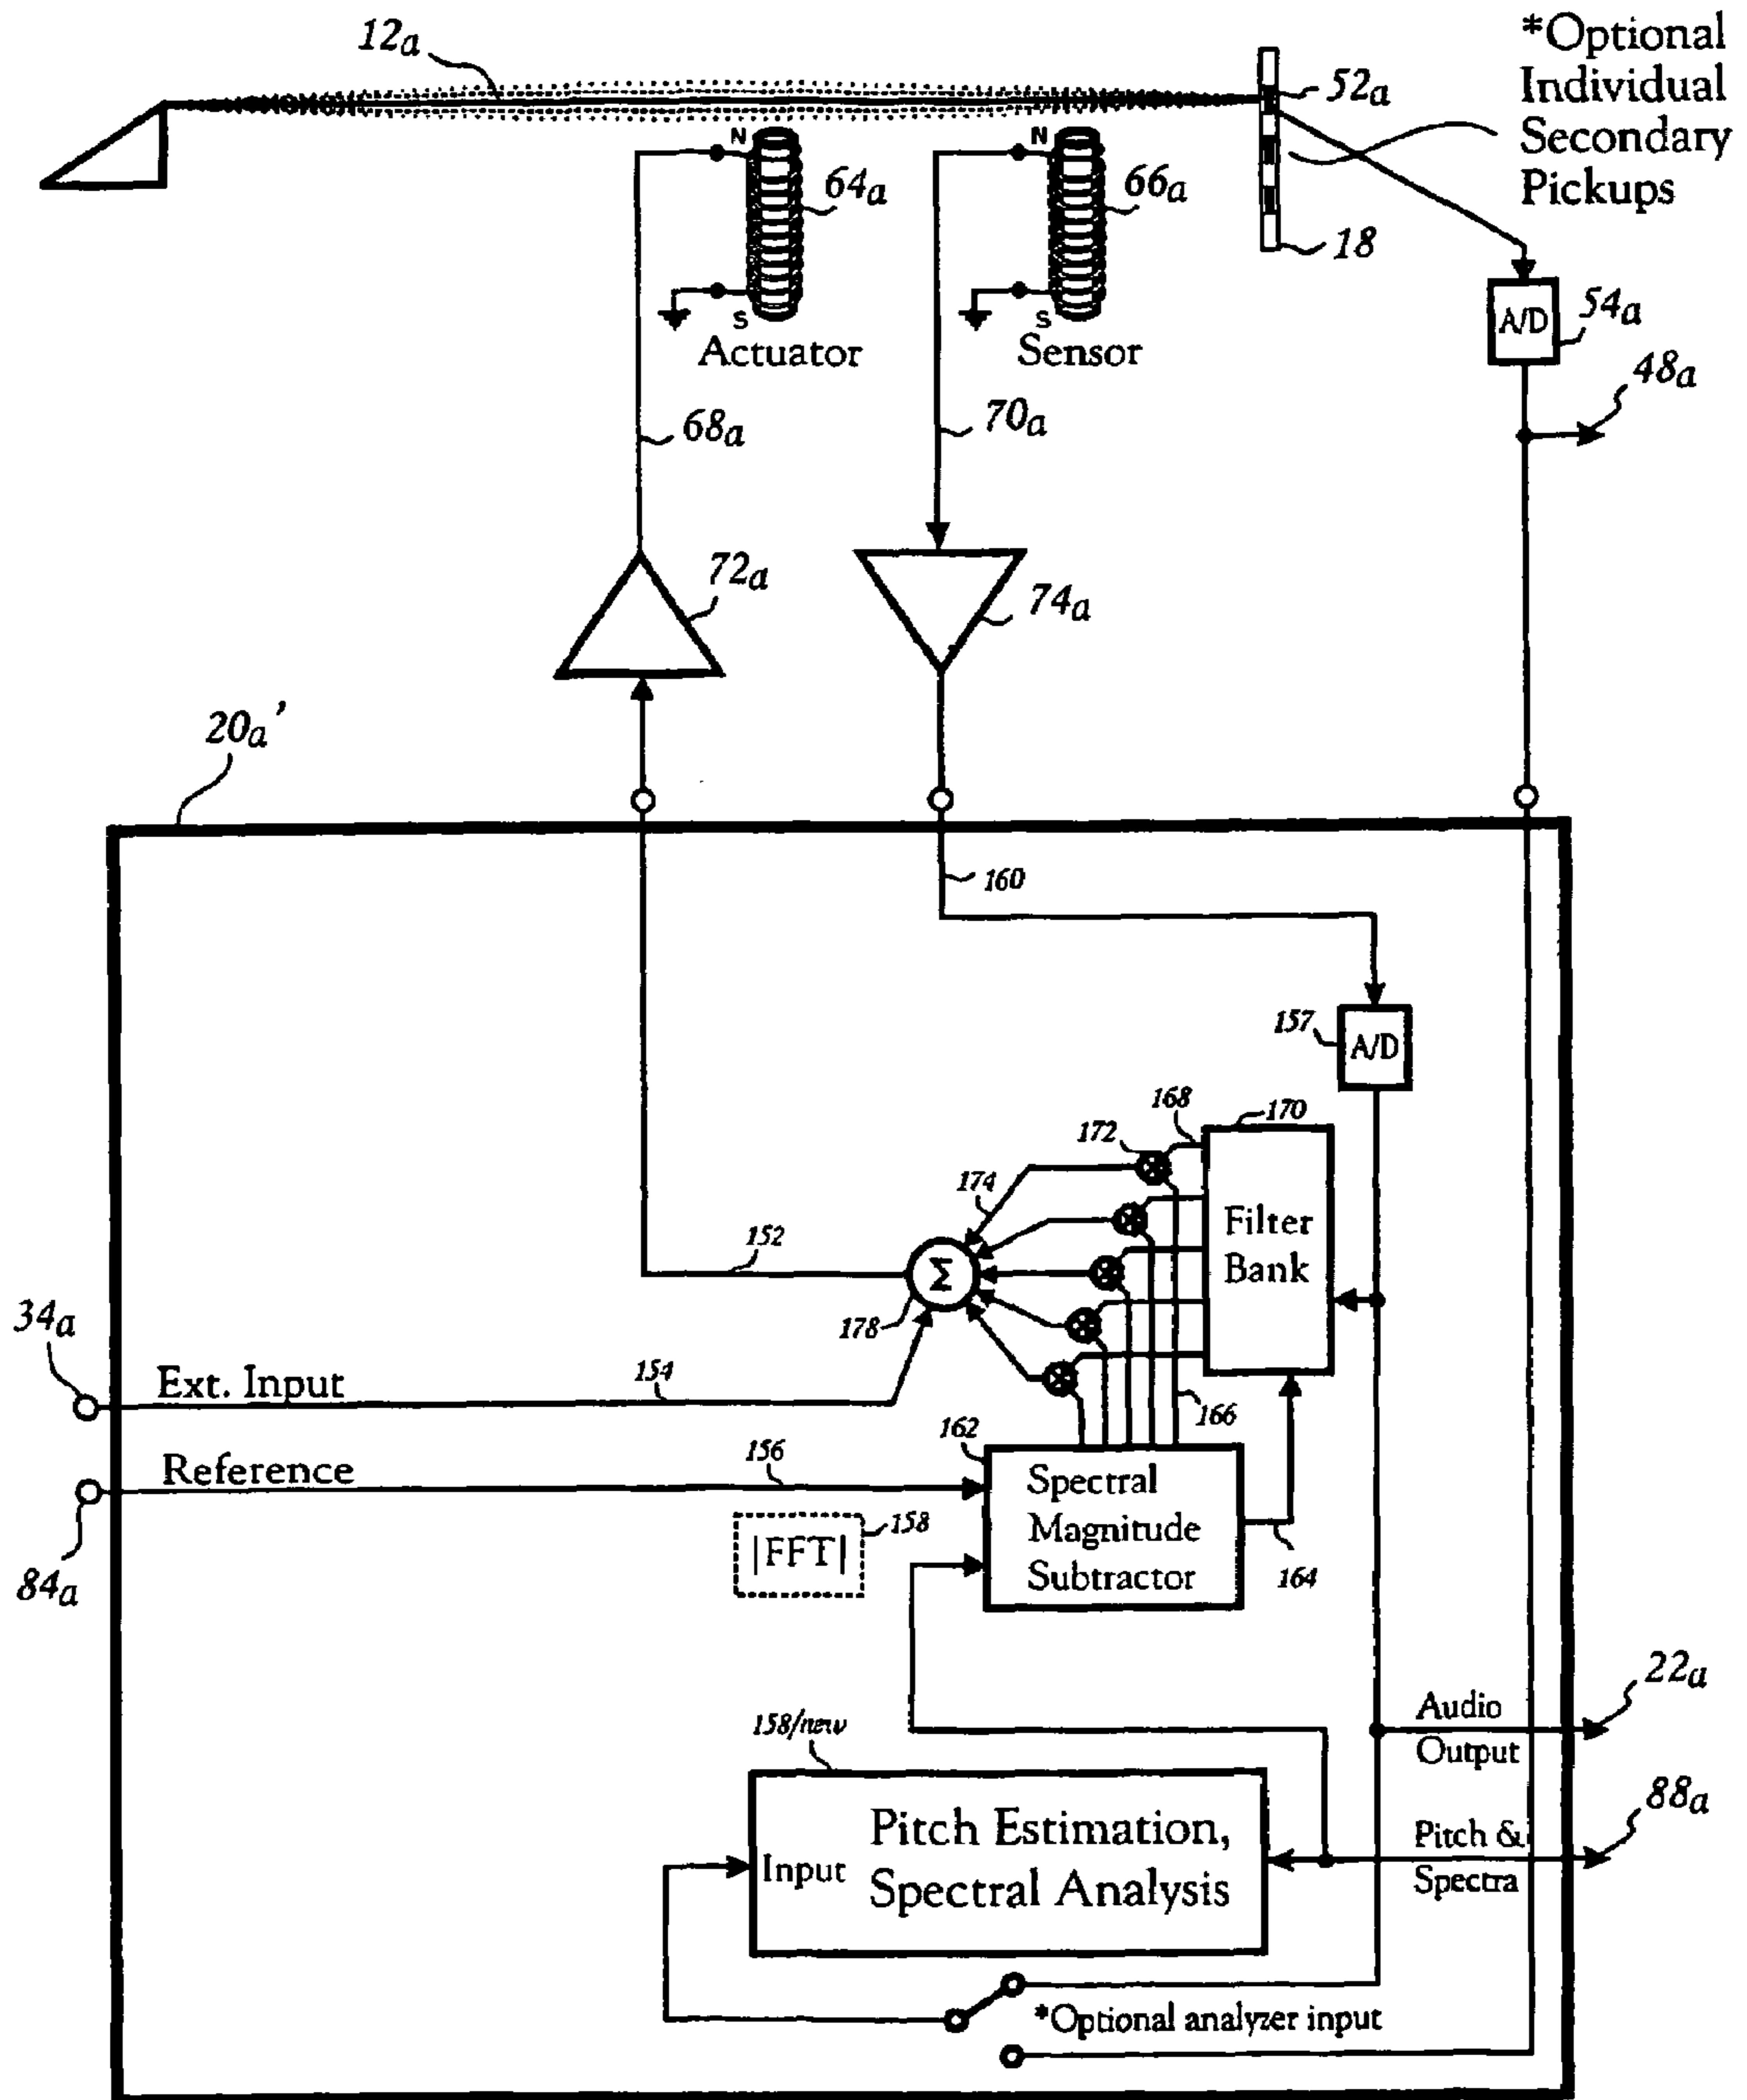 12a
*Optional
Individual
Secondary
Pickups
52a
N
N
64a
66a
18
S
S
Actuator
Sensor
A/D
54a
48a
68a
70a
72a
74a
20a'
160
157
A/D
168
170
172
174
Filter
Bank
152
Σ
178
34a
Ext. Input
154
166
162
Reference
156
Spectral
Magnitude
Subtractor
|FFT|
158
84a
164
22a
158/new
Audio
Output
88a
Pitch Estimation,
Spectral Analysis
Input
Pitch &
Spectra
*Optional analyzer input